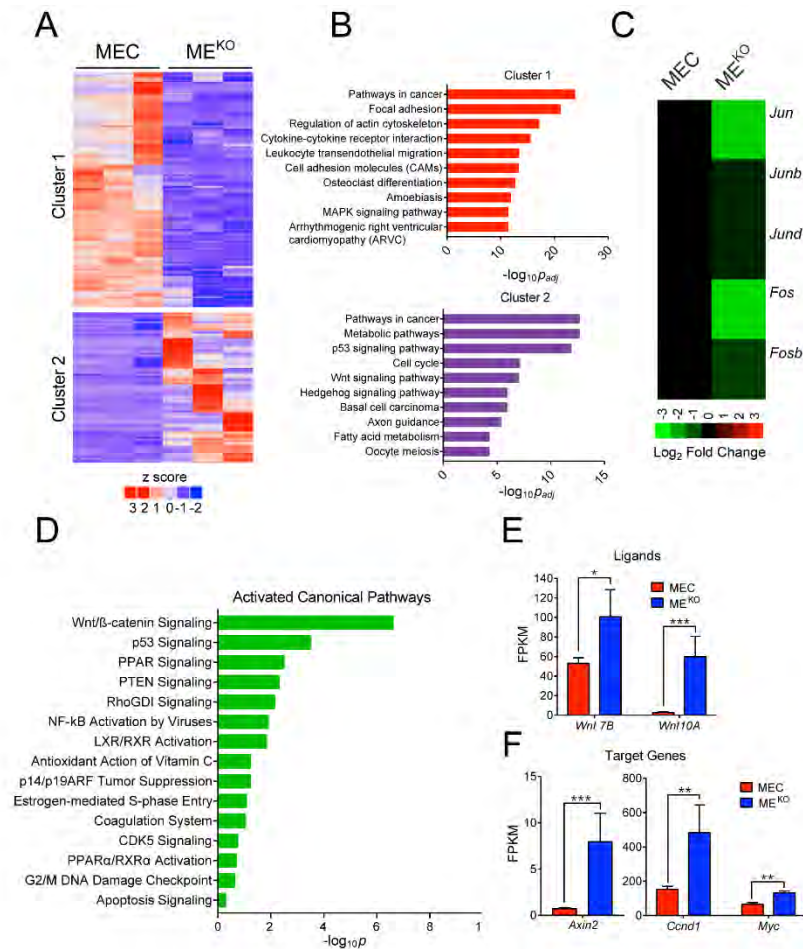 A
MEC ME^KO
Cluster 1
Cluster 2
z score
3 2 1 0 -1 -2
B
Cluster 1
Pathways in cancer
Focal adhesion
Regulation of actin cytoskeleton
Cytokine-cytokine receptor interaction
Leukocyte transendothelial migration
Cell adhesion molecules (CAMs)
Osteoclast differentiation
Amoebiasis
MAPK signaling pathway
Arrhythmogenic right ventricular
cardiomyopathy (ARVC)
0 10 20 30
-log10 padj
Cluster 2
Pathways in cancer
Metabolic pathways
p53 signaling pathway
Cell cycle
Wnt signaling pathway
Hedgehog signaling pathway
Basal cell carcinoma
Axon guidance
Fatty acid metabolism
Oocyte meiosis
0 5 10 15
-log10 padj
C
MEC ME^KO
Jun
Junb
Jund
Fos
Fosb
-3 -2 -1 0 1 2 3
Log2 Fold Change
D
Activated Canonical Pathways
Wnt/ß-catenin Signaling
p53 Signaling
PPAR Signaling
PTEN Signaling
RhoGDI Signaling
NF-kB Activation by Viruses
LXR/RXR Activation
Antioxidant Action of Vitamin C
p14/p19ARF Tumor Suppression
Estrogen-mediated S-phase Entry
Coagulation System
CDK5 Signaling
PPARα/RXRα Activation
G2/M DNA Damage Checkpoint
Apoptosis Signaling
0 2 4 6 8 1
-log10 p
E
Ligands
FPKM
140
120
100
80
60
40
20
0
*
***
MEC
ME^KO
Wnt 7B Wnt10A
F
Target Genes
FPKM
15
10
5
0
***
Axin2
800
600
400
200
0
**
**
MEC
ME^KO
Ccnd1 Myc